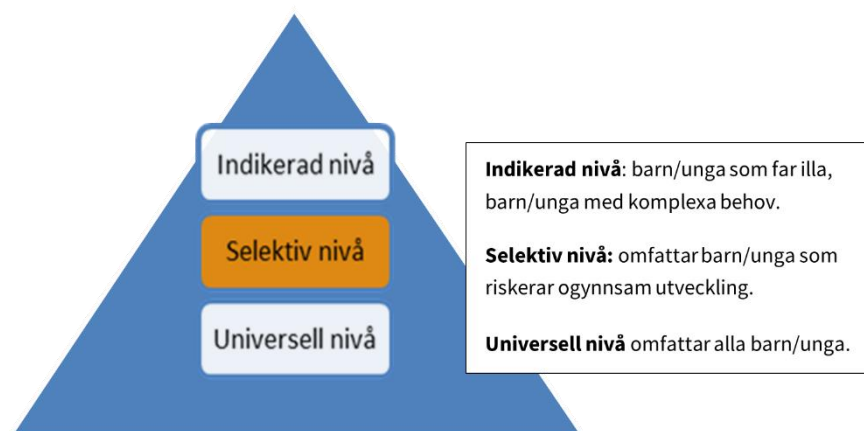 Indikerad nivå
Selektiv nivå
Universell nivå
Indikerad nivå: barn/unga som far illa,
barn/unga med komplexa behov.
Selektiv nivå: omfattar barn/unga som
riskerar ogynnsam utveckling.
Universell nivå omfattar alla barn/unga.